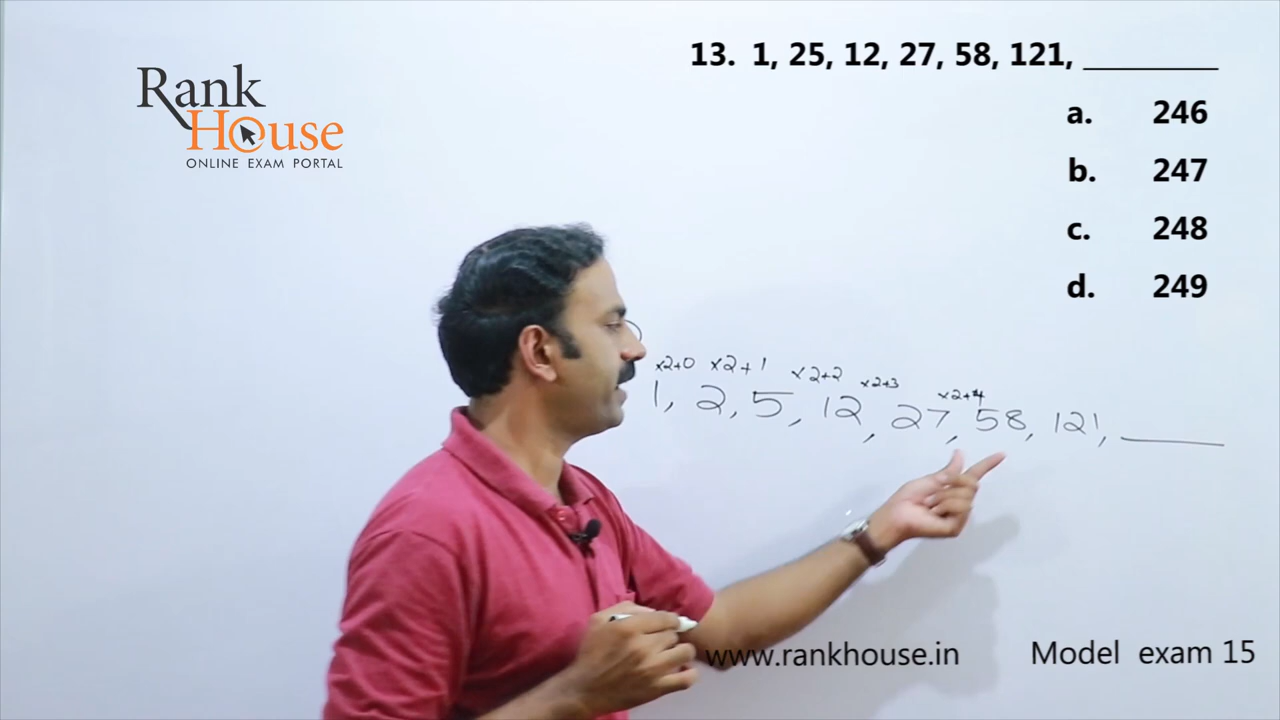 13. 1, 25, 12, 27, 58, 121, ________
Rank
House
ONLINE EXAM PORTAL
a. 246
b. 247
c. 248
d. 249
×2+0 ×2+1 ×2+2 ×2+3 ×2+4
1, 2, 5, 12, 27, 58, 121, ________
www.rankhouse.in Model exam 15